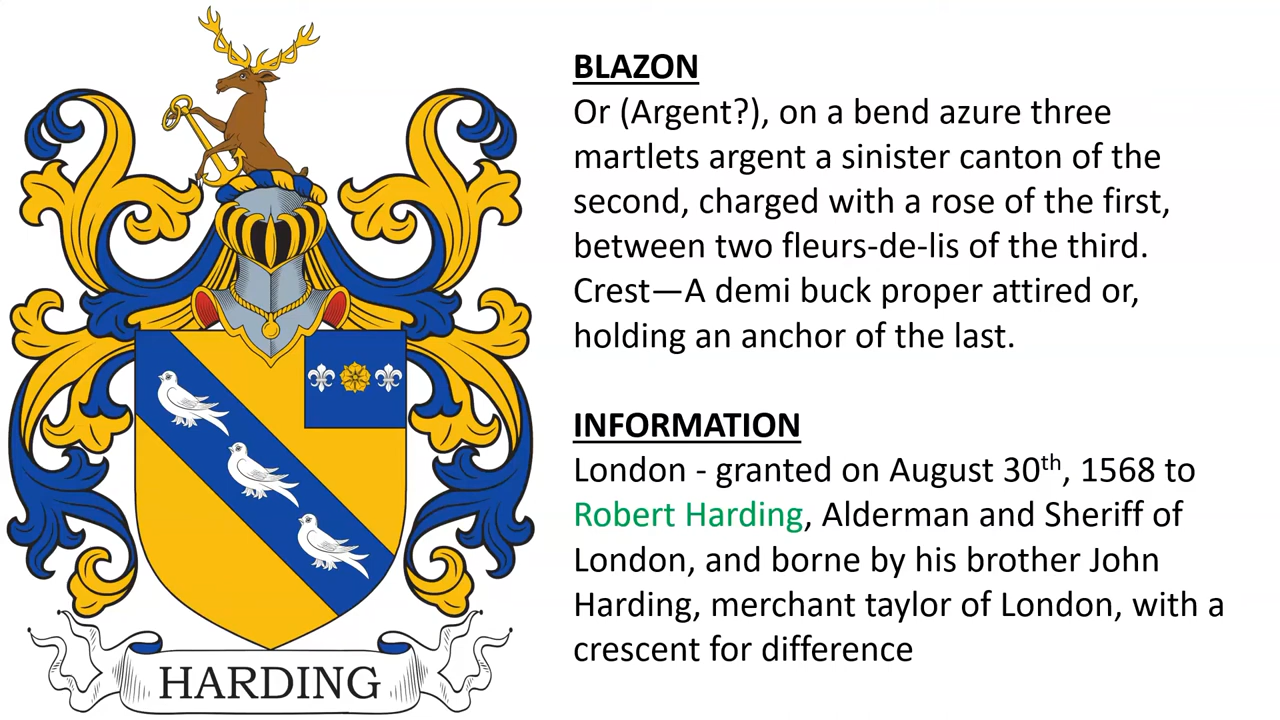 BLAZON
Or (Argent?), on a bend azure three
martlets argent a sinister canton of the
second, charged with a rose of the first,
between two fleurs-de-lis of the third.
Crest—A demi buck proper attired or,
holding an anchor of the last.
INFORMATION
London - granted on August 30th, 1568 to
Robert Harding, Alderman and Sheriff of
London, and borne by his brother John
Harding, merchant taylor of London, with a
crescent for difference
HARDING